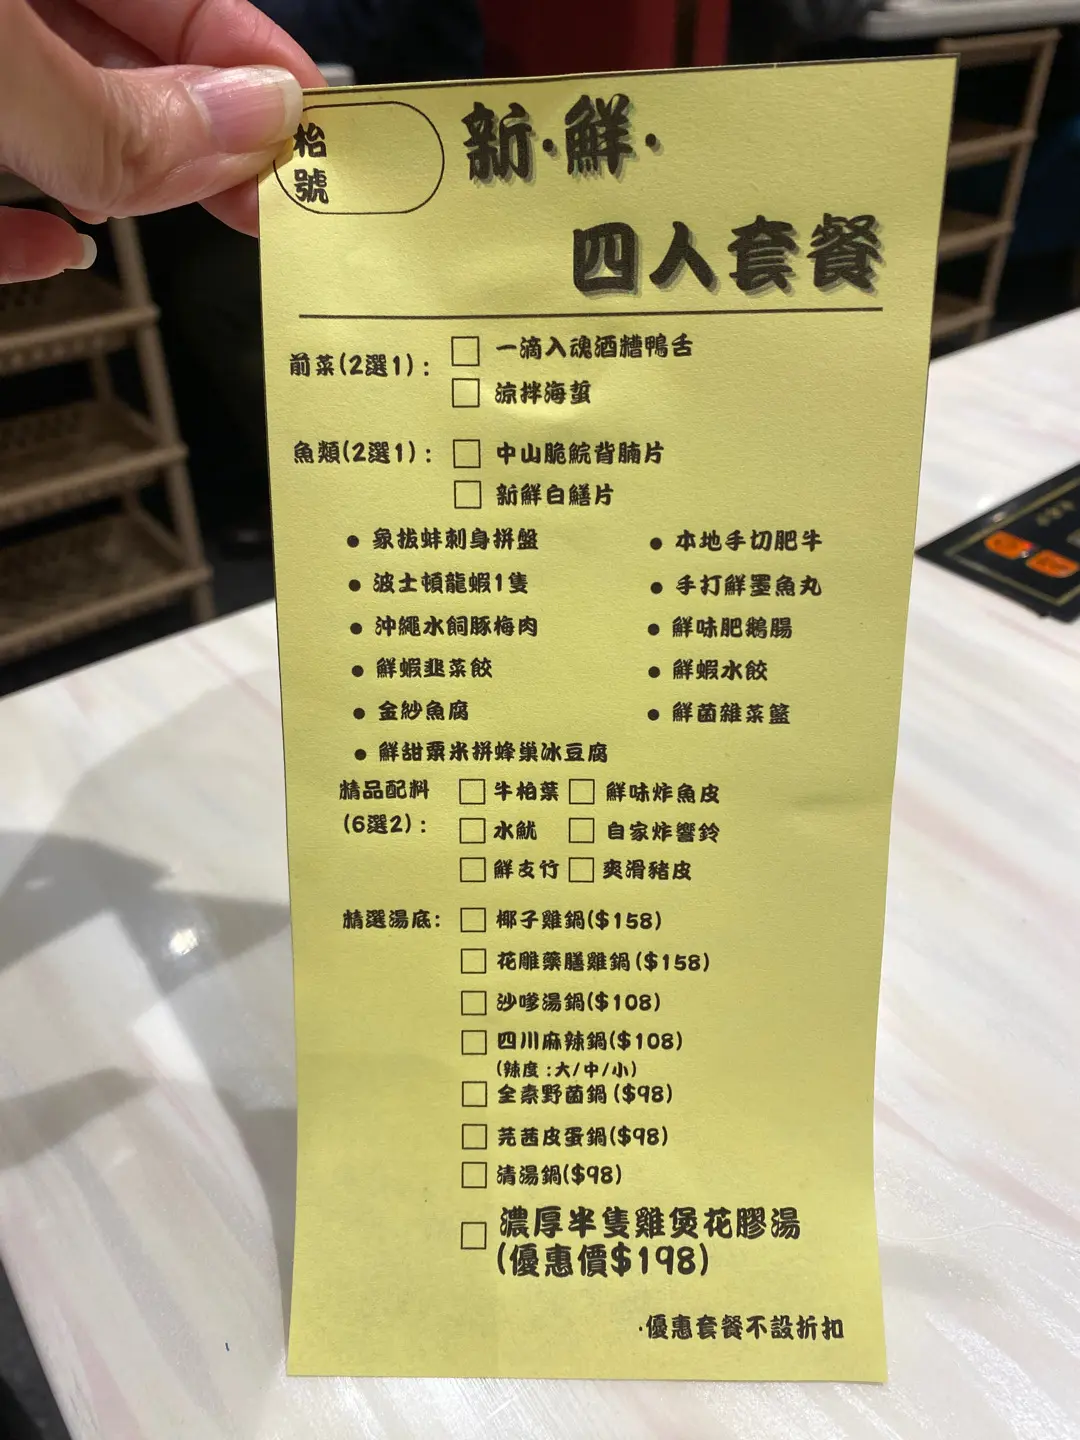 枱號
新·鮮·
四人套餐
前菜(2選1)： □ 一滴入魂酒糟鴨舌
□ 涼拌海蜇
魚類(2選1)： □ 中山脆鯇背腩片
□ 新鮮白鱔片
● 象拔蚌刺身拼盤 ● 本地手切肥牛
● 波士頓龍蝦1隻 ● 手打鮮墨魚丸
● 沖繩水飼豚梅肉 ● 鮮味肥鵝腸
● 鮮蝦韭菜餃 ● 鮮蝦水餃
● 金紗魚腐 ● 鮮菌雜菜籃
● 鮮甜粟米拼蜂巢冰豆腐
精品配料 □ 牛柏葉 □ 鮮味炸魚皮
(6選2)： □ 水魷 □ 自家炸響鈴
□ 鮮支竹 □ 爽滑豬皮
精選湯底： □ 椰子雞鍋($158)
□ 花雕藥膳雞鍋($158)
□ 沙嗲湯鍋($108)
□ 四川麻辣鍋($108)
(辣度：大/中/小)
□ 全素野菌鍋($98)
□ 芫茜皮蛋鍋($98)
□ 清湯鍋($98)
□ 濃厚半隻雞煲花膠湯
(優惠價$198)
·優惠套餐不設折扣